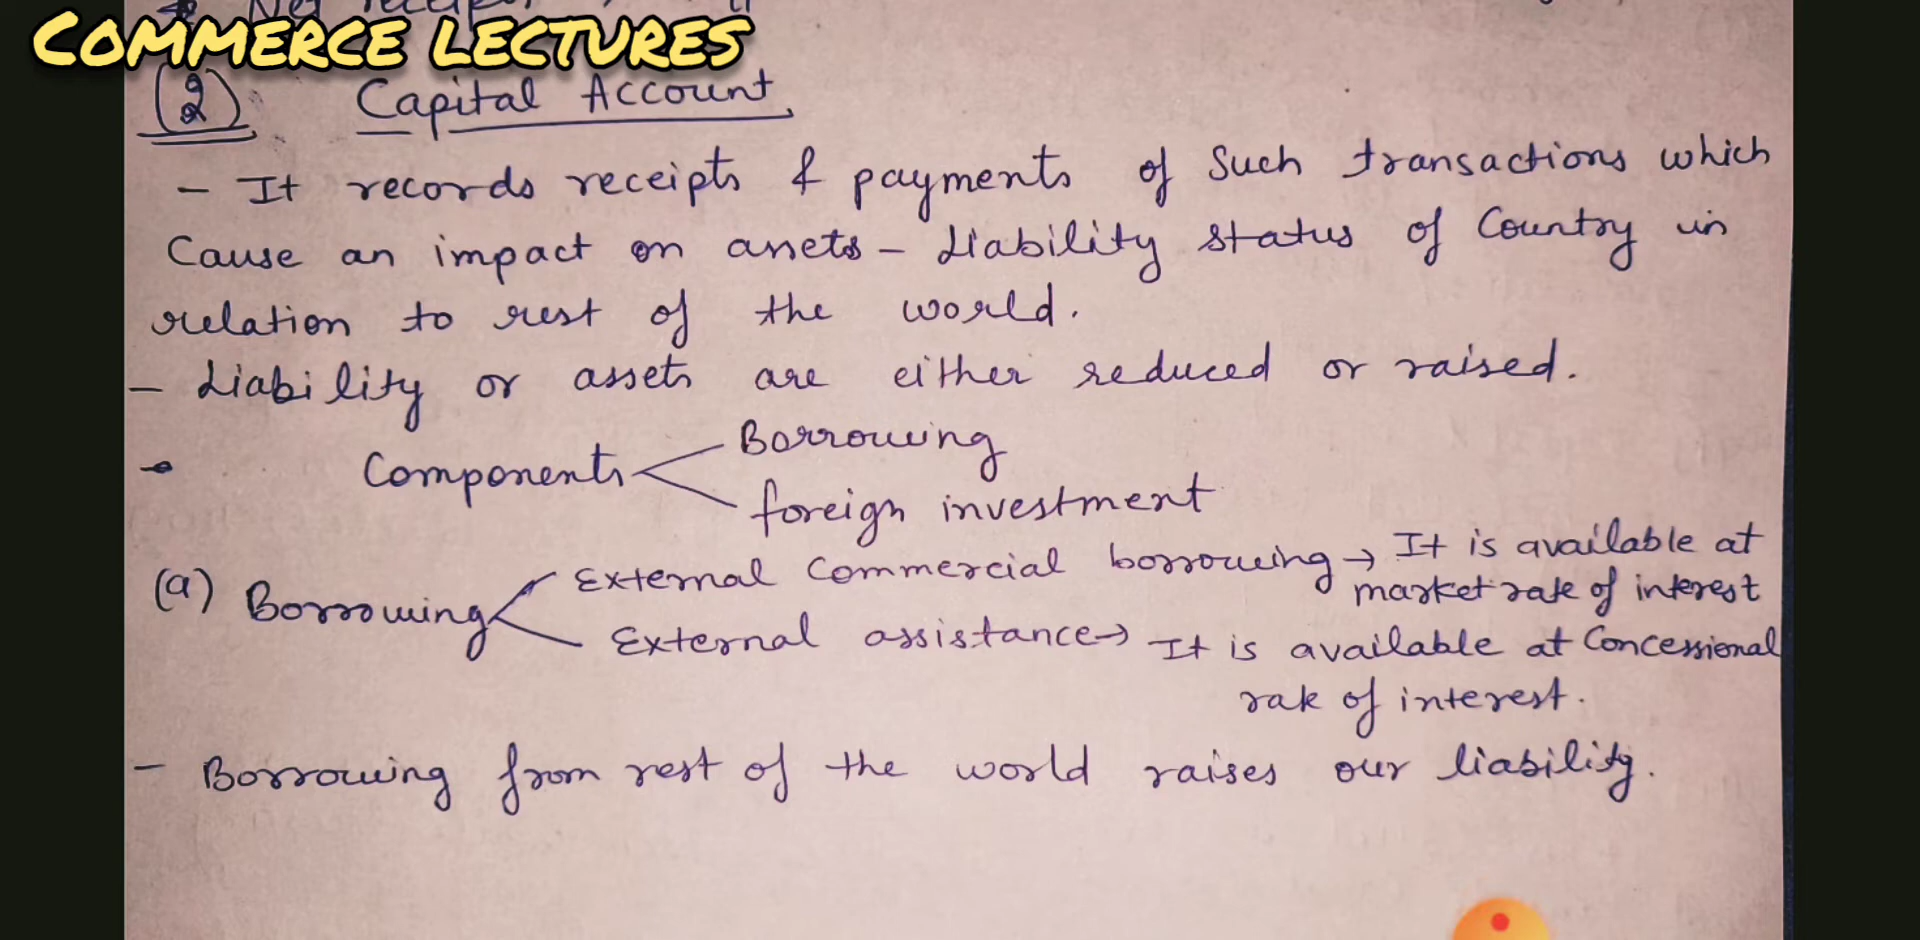 COMMERCE LECTURES
(2) Capital Account
- It records receipts & payments of Such transactions which
Cause an impact on assets - Liability status of Country in
relation to rest of the world.
- Liability or assets are either reduced or raised.
Components Borrowing
foreign investment
(a) Borrowing External Commercial borrowing → It is available at
market rate of interest
External assistance → It is available at Concessional
rate of interest.
- Borrowing from rest of the world raises our liability.